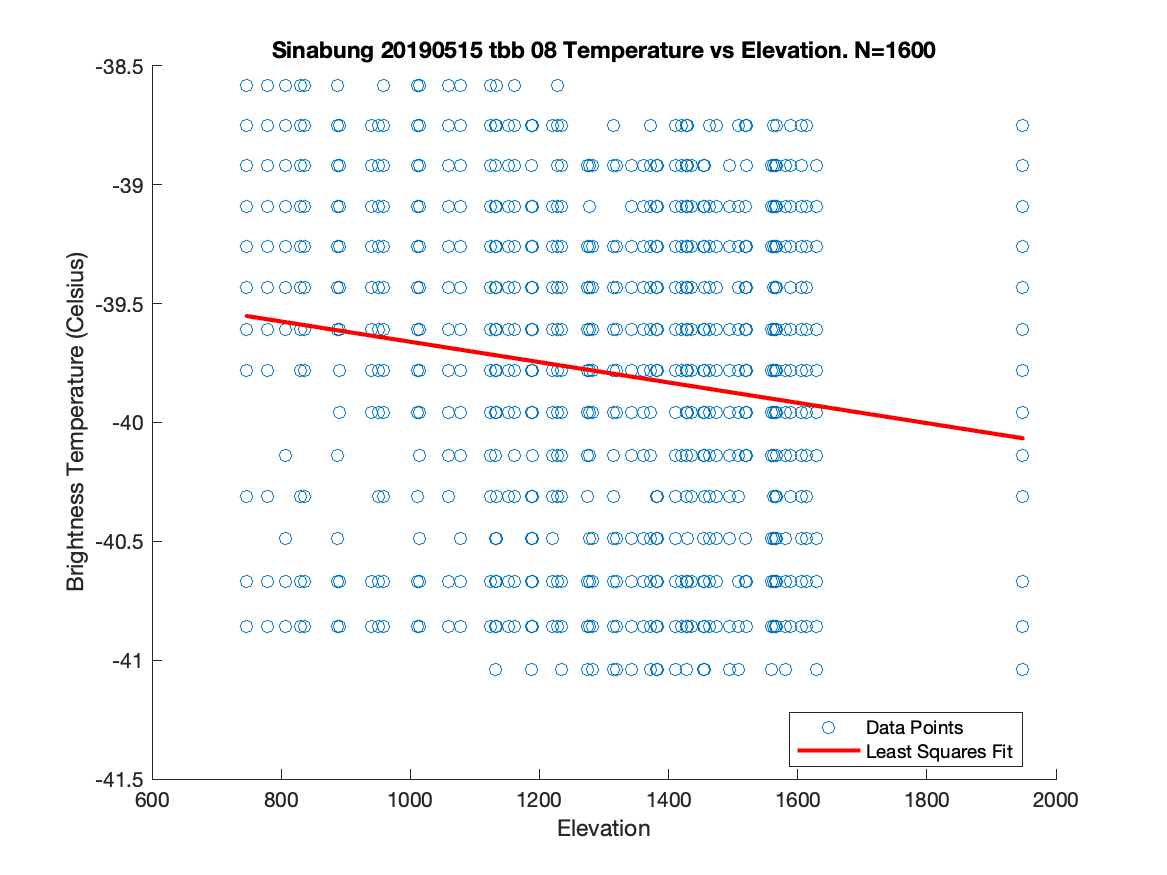 Sinabung 20190515 tbb 08 Temperature vs Elevation. N=1600
-38.5
-39
-39.5
-40
-40.5
-41
-41.5
Brightness Temperature (Celsius)
Data Points
Least Squares Fit
600 800 1000 1200 1400 1600 1800 2000
Elevation